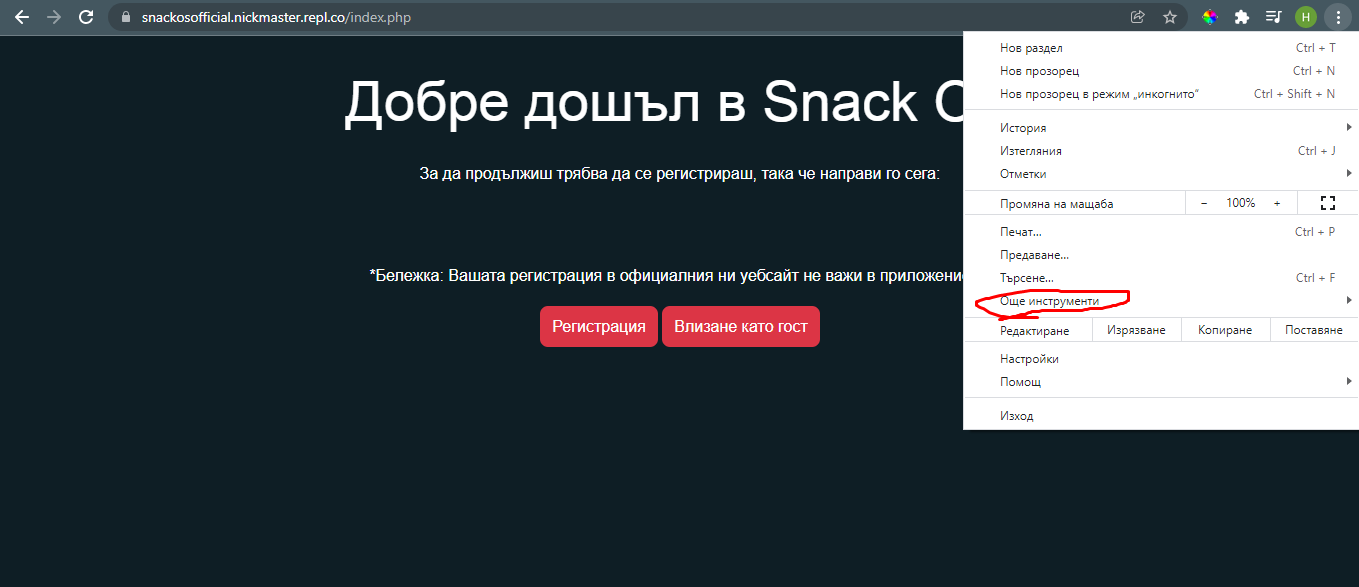 snackosofficial.nickmaster.repl.co/index.php
H
Добре дошъл в Snack
За да продължиш трябва да се регистрираш, така че направи го сега:
*Бележка: Вашата регистрация в официалния ни уебсайт не важи в приложение
Регистрация
Влизане като гост
Нов раздел Ctrl + T
Нов прозорец Ctrl + N
Нов прозорец в режим „инкогнито“ Ctrl + Shift + N
История
Изтегляния Ctrl + J
Отметки
Промяна на мащаба − 100% +
Печат... Ctrl + P
Предаване...
Търсене... Ctrl + F
Още инструменти
Редактиране Изрязване Копиране Поставяне
Настройки
Помощ
Изход